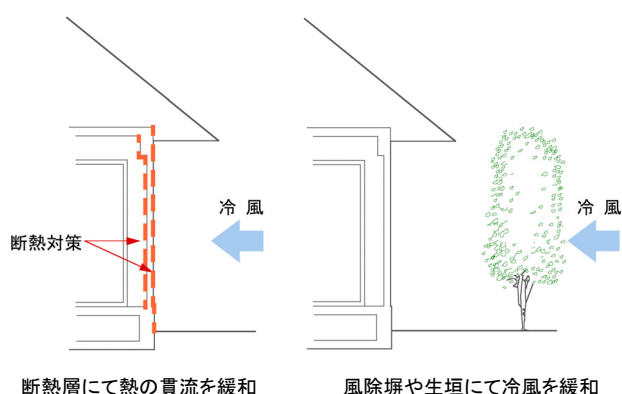 冷 風
断熱対策
断熱層にて熱の貫流を緩和
冷 風
風除塀や生垣にて冷風を緩和